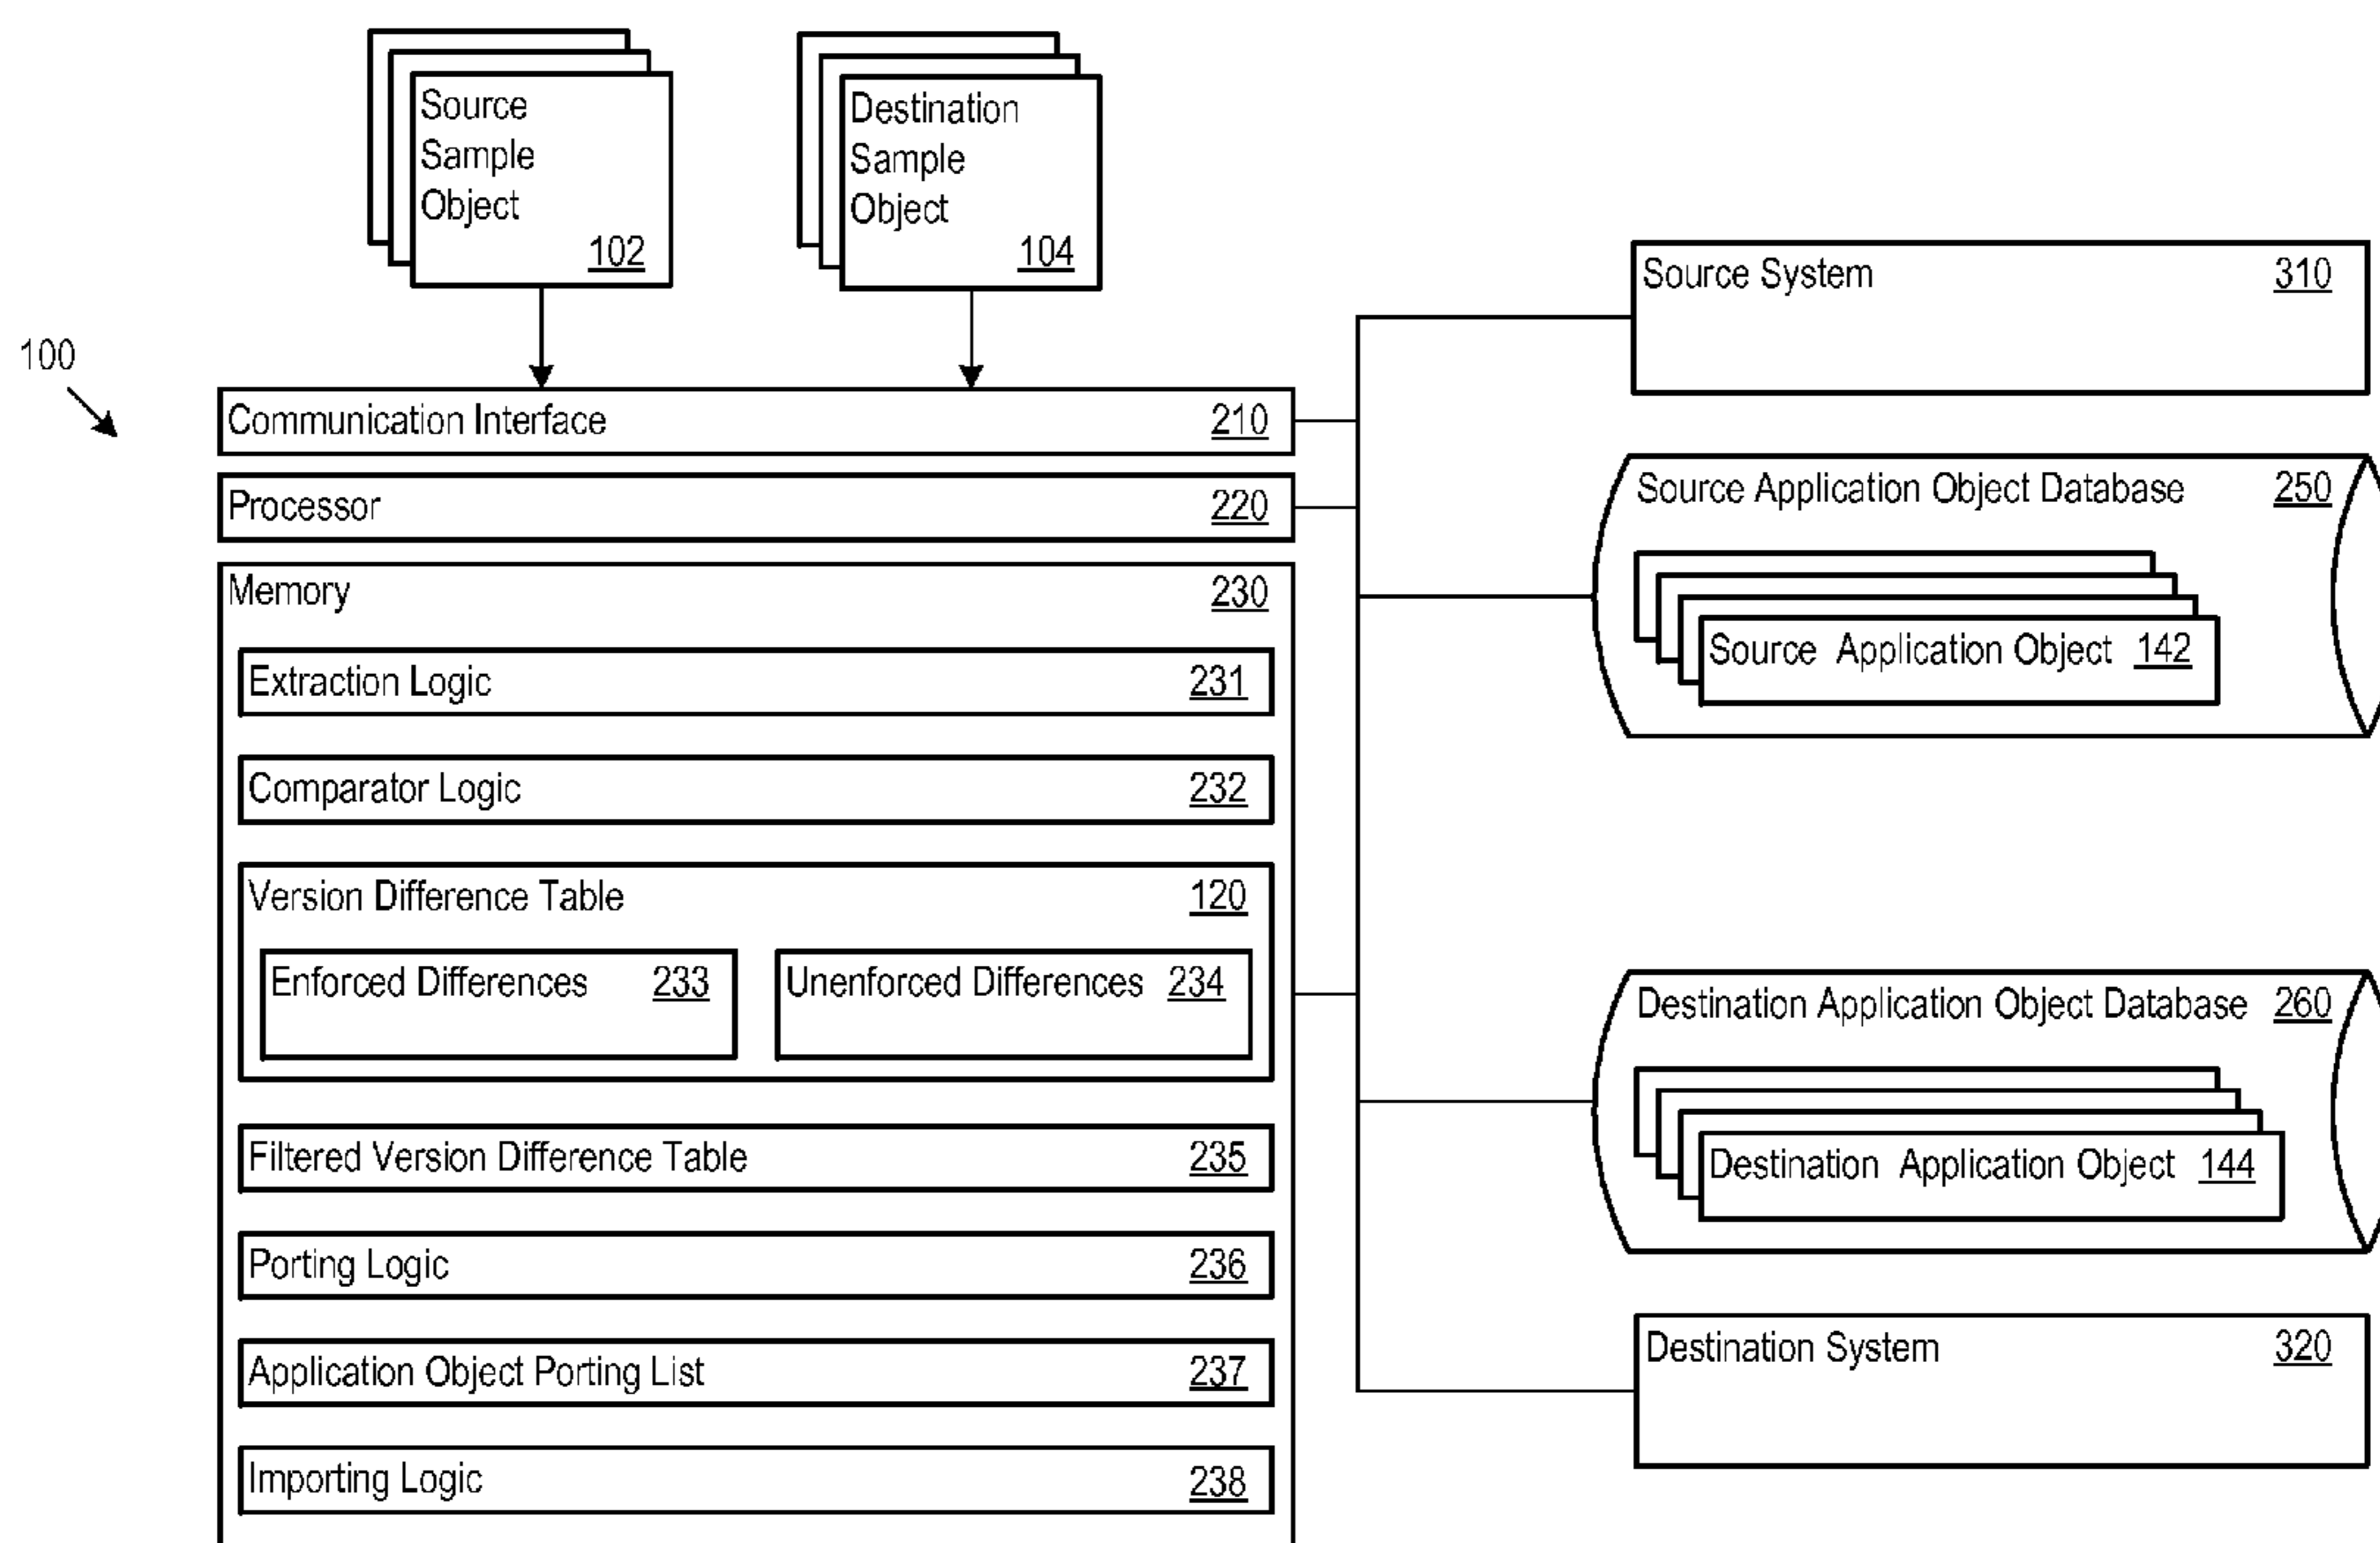 Source
Sample
Object
102
Destination
Sample
Object
104
100
Communication Interface 210
Processor 220
Memory 230
Extraction Logic 231
Comparator Logic 232
Version Difference Table 120
Enforced Differences 233
Unenforced Differences 234
Filtered Version Difference Table 235
Porting Logic 236
Application Object Porting List 237
Importing Logic 238
Source System 310
Source Application Object Database 250
Source Application Object 142
Destination Application Object Database 260
Destination Application Object 144
Destination System 320